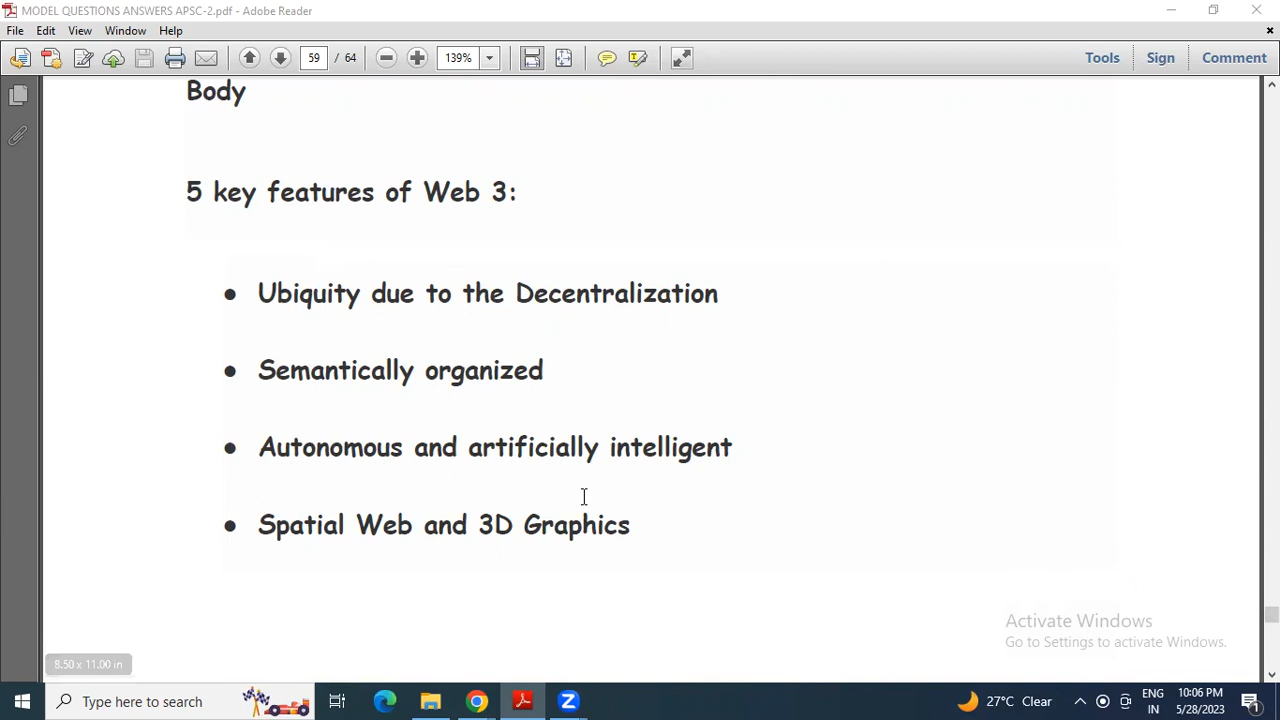 MODEL QUESTIONS ANSWERS APSC-2.pdf - Adobe Reader
File Edit View Window Help
59 / 64 139% Tools Sign Comment
Body
5 key features of Web 3:
● Ubiquity due to the Decentralization
● Semantically organized
● Autonomous and artificially intelligent
● Spatial Web and 3D Graphics
Activate Windows
Go to Settings to activate Windows.
8.50 x 11.00 in
Type here to search 27°C Clear ENG IN 10:06 PM 5/28/2023 1